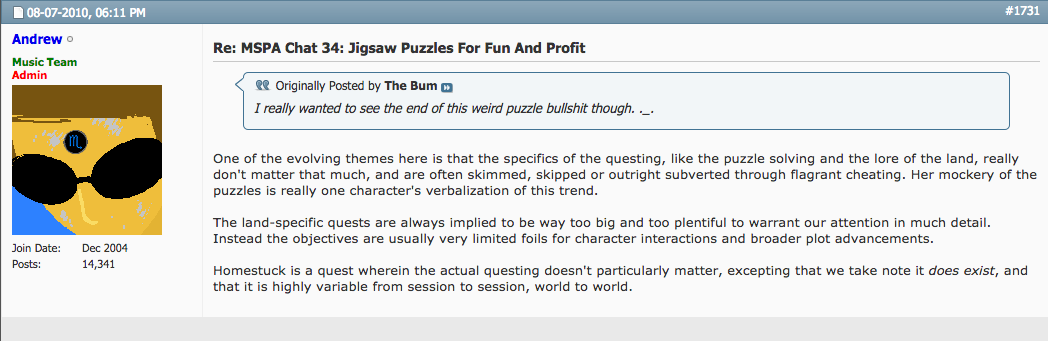 08-07-2010, 06:11 PM #1731
Andrew
Music Team
Admin
Join Date: Dec 2004
Posts: 14,341
Re: MSPA Chat 34: Jigsaw Puzzles For Fun And Profit
Originally Posted by The Bum
I really wanted to see the end of this weird puzzle bullshit though. ._.
One of the evolving themes here is that the specifics of the questing, like the puzzle solving and the lore of the land, really
don't matter that much, and are often skimmed, skipped or outright subverted through flagrant cheating. Her mockery of the
puzzles is really one character's verbalization of this trend.
The land-specific quests are always implied to be way too big and too plentiful to warrant our attention in much detail.
Instead the objectives are usually very limited foils for character interactions and broader plot advancements.
Homestuck is a quest wherein the actual questing doesn't particularly matter, excepting that we take note it does exist, and
that it is highly variable from session to session, world to world.